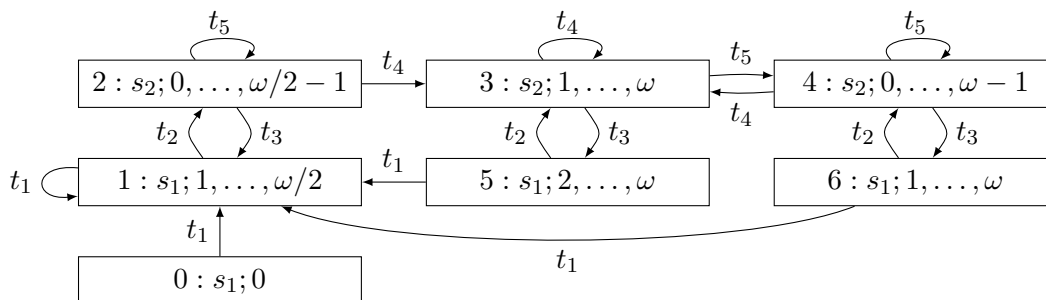 t₅ t₄ t₅
2 : s₂; 0, . . . , ω/2 − 1 t₄ 3 : s₂; 1, . . . , ω t₅ t₄ 4 : s₂; 0, . . . , ω − 1
t₂ t₃ t₂ t₃ t₂ t₃
t₁ 1 : s₁; 1, . . . , ω/2 t₁ 5 : s₁; 2, . . . , ω 6 : s₁; 1, . . . , ω
t₁ t₁
0 : s₁; 0